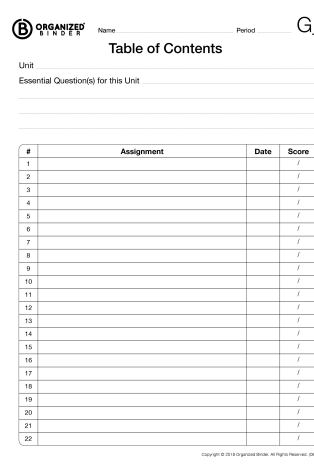 ORGANIZED®
BINDER
Name Period G
Table of Contents
Unit
Essential Question(s) for this Unit
# Assignment Date Score
1 /
2 /
3 /
4 /
5 /
6 /
7 /
8 /
9 /
10 /
11 /
12 /
13 /
14 /
15 /
16 /
17 /
18 /
19 /
20 /
21 /
22 /
Copyright © 2018 Organized Binder. All Rights Reserved.